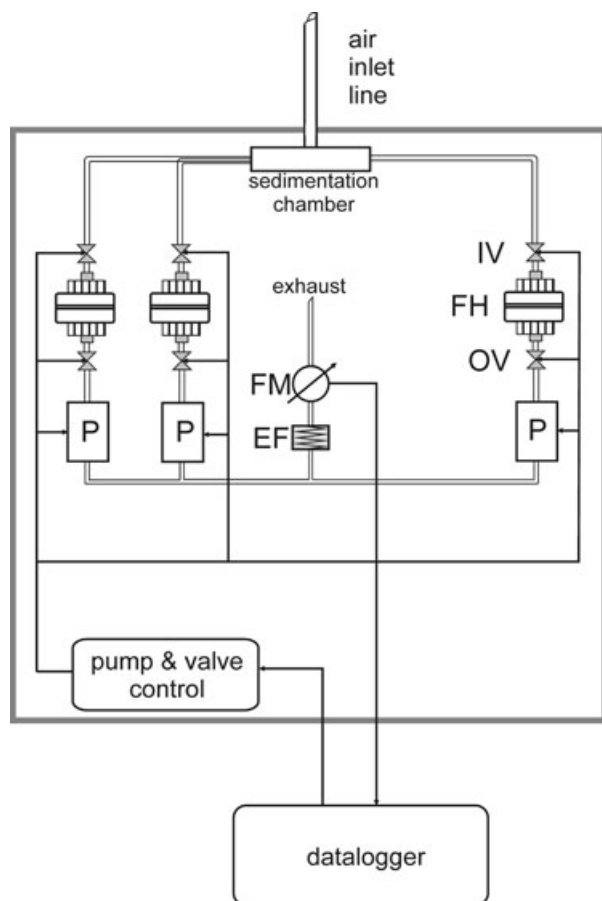 air
inlet
line
sedimentation
chamber
IV
exhaust
FH
OV
FM
P
P
EF
P
pump & valve
control
datalogger